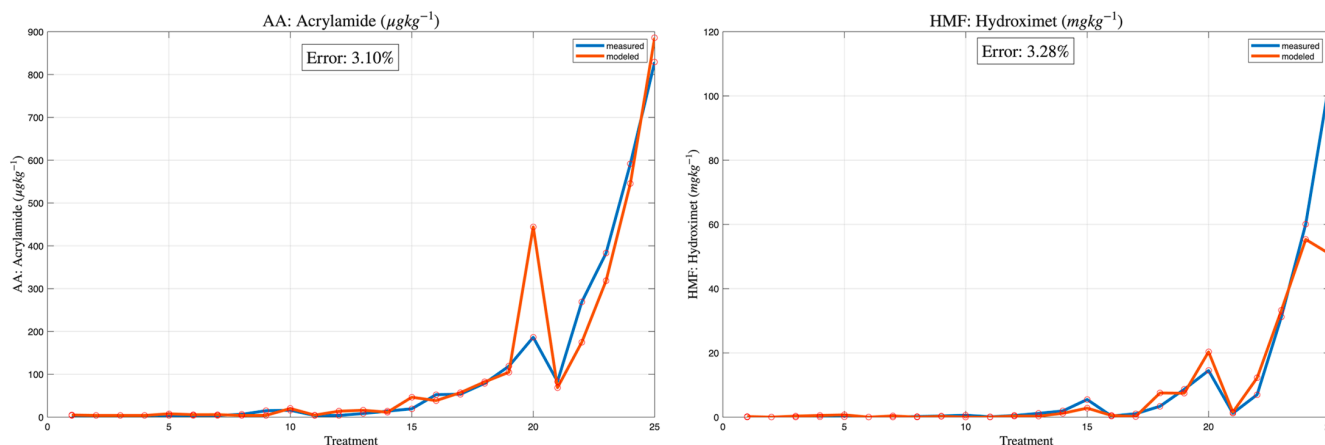 AA: Acrylamide (µgkg⁻¹)
Error: 3.10%
measured
modeled
AA: Acrylamide (µgkg⁻¹)
900
800
700
600
500
400
300
200
100
0
0 5 10 15 20 25
Treatment
HMF: Hydroximet (mgkg⁻¹)
Error: 3.28%
measured
modeled
HMF: Hydroximet (mgkg⁻¹)
120
100
80
60
40
20
0
0 5 10 15 20
Treatment